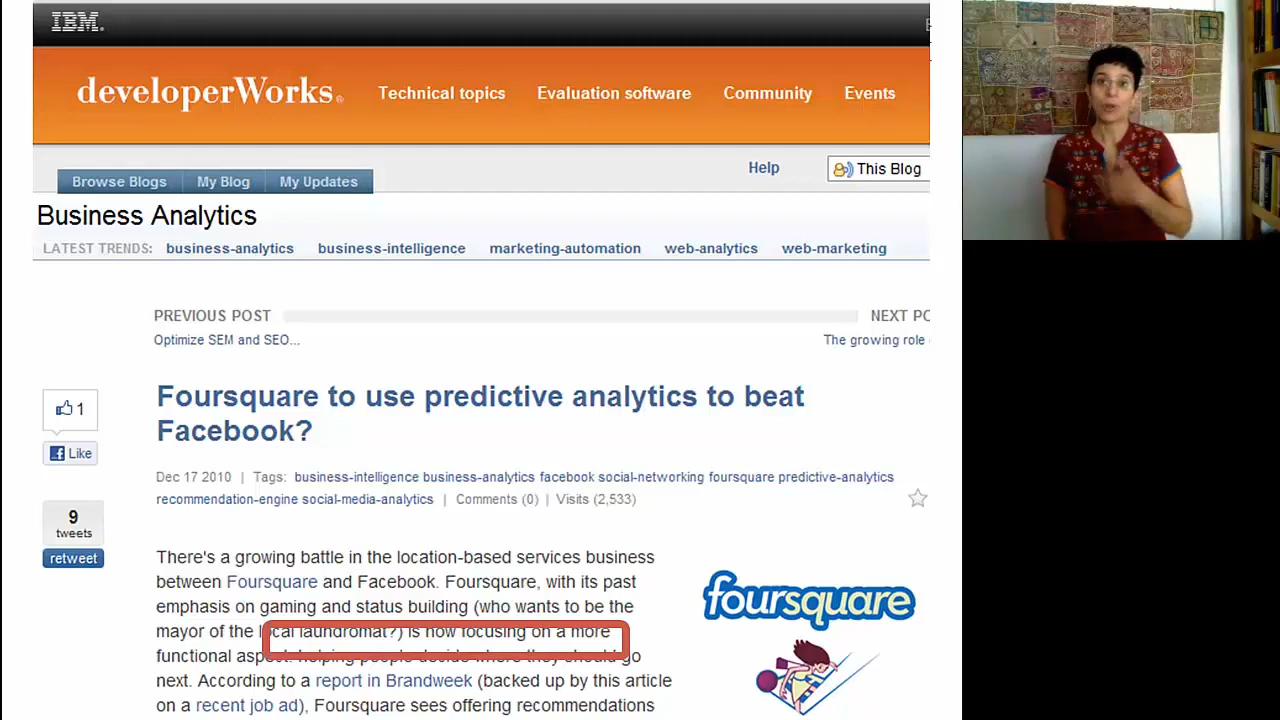 IBM.
developerWorks.
Technical topics Evaluation software Community Events
Help This Blog
Browse Blogs My Blog My Updates
Business Analytics
LATEST TRENDS: business-analytics business-intelligence marketing-automation web-analytics web-marketing
PREVIOUS POST NEXT PO
Optimize SEM and SEO... The growing role
Foursquare to use predictive analytics to beat
Facebook?
1
Like
Dec 17 2010 | Tags: business-intelligence business-analytics facebook social-networking foursquare predictive-analytics
recommendation-engine social-media-analytics | Comments (0) | Visits (2,533)
9
tweets
retweet
There's a growing battle in the location-based services business
between Foursquare and Facebook. Foursquare, with its past
emphasis on gaming and status building (who wants to be the
mayor of the local laundromat?) is now focusing on a more
functional aspect: helping people decide where they should go
next. According to a report in Brandweek (backed up by this article
on a recent job ad), Foursquare sees offering recommendations
foursquare